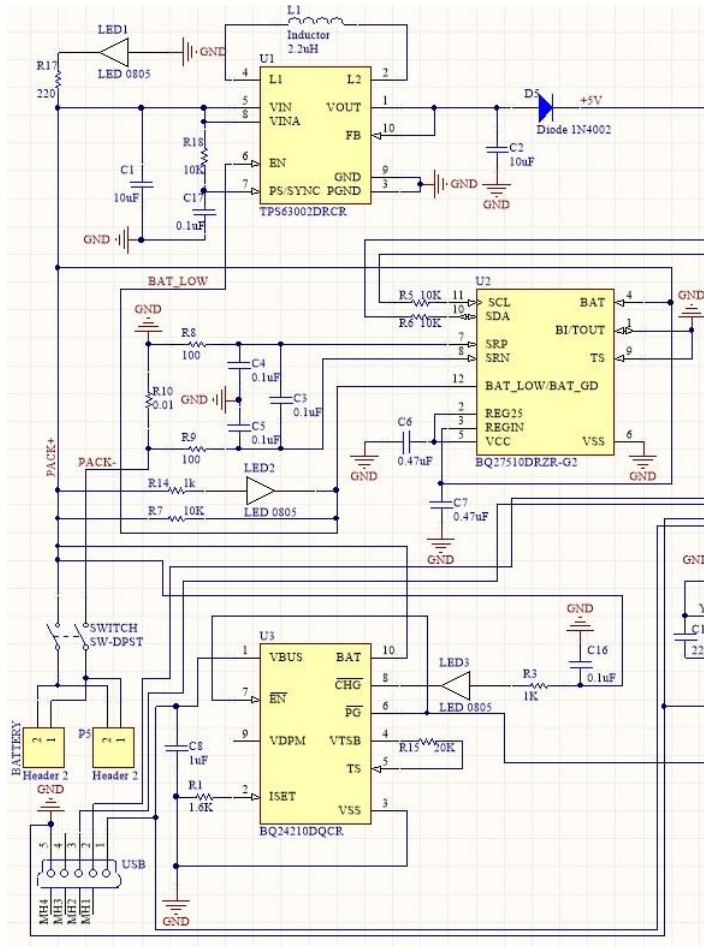 L1
Inductor
2.2uH
LED1
GND
LED 0805
R17
220
U1
4 L1 L2 2
5 VIN VOUT 1
8 VINA
FB 10
6 EN
GND 9
7 PS/SYNC PGND 3
TPS63002DRCR
R18
10K
C1
10uF
C17
0.1uF
GND
GND
D5
+5V
Diode 1N4002
C2
10uF
GND
BAT_LOW
PACK+
PACK-
GND
R8
100
R10
0.01
GND
C4
0.1uF
C5
0.1uF
C3
0.1uF
R9
100
R5 10K
R6 10K
U2
11 SCL BAT 4
10 SDA
BI/TOUT 1
7 SRP
8 SRN TS 9
12 BAT_LOW/BAT_GD
2 REG25
3 REGIN
5 VCC VSS 6
BQ27510DRZR-G2
GND
GND
C6
0.47uF
GND
C7
0.47uF
GND
R14 1k
LED2
LED 0805
R7 10K
SWITCH
SW-DPST
BATTERY
2 1
Header 2
P5
2 1
Header 2
U3
1 VBUS BAT 10
CHG 8
7 EN
PG 6
9 VDPM VTSB 4
TS 5
2 ISET
VSS 3
BQ24210DQCR
LED3
LED 0805
R3
1K
GND
C16
0.1uF
R15 20K
C8
1uF
R1
1.6K
GND
GND
5 4 3 2 1
USB
MH4
MH3
MH2
MH1